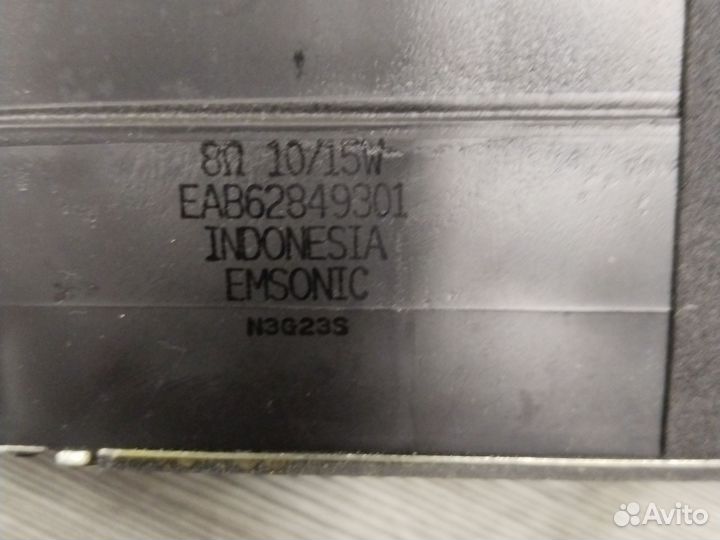 8Ω 10/15W
EAB62849301
INDONESIA
EMSONIC
N3G23S
Avito